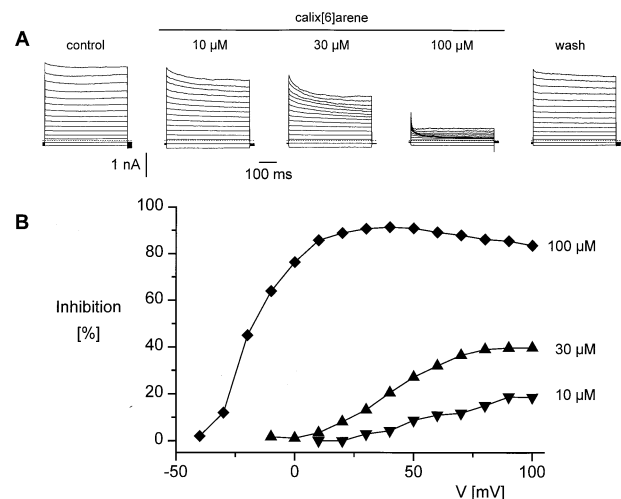 calix[6]arene
A
control 10 µM 30 µM 100 µM wash
1 nA
100 ms
B
100
80
60
40
20
0
Inhibition
[%]
100 µM
30 µM
10 µM
-50 0 50 100
V [mV]